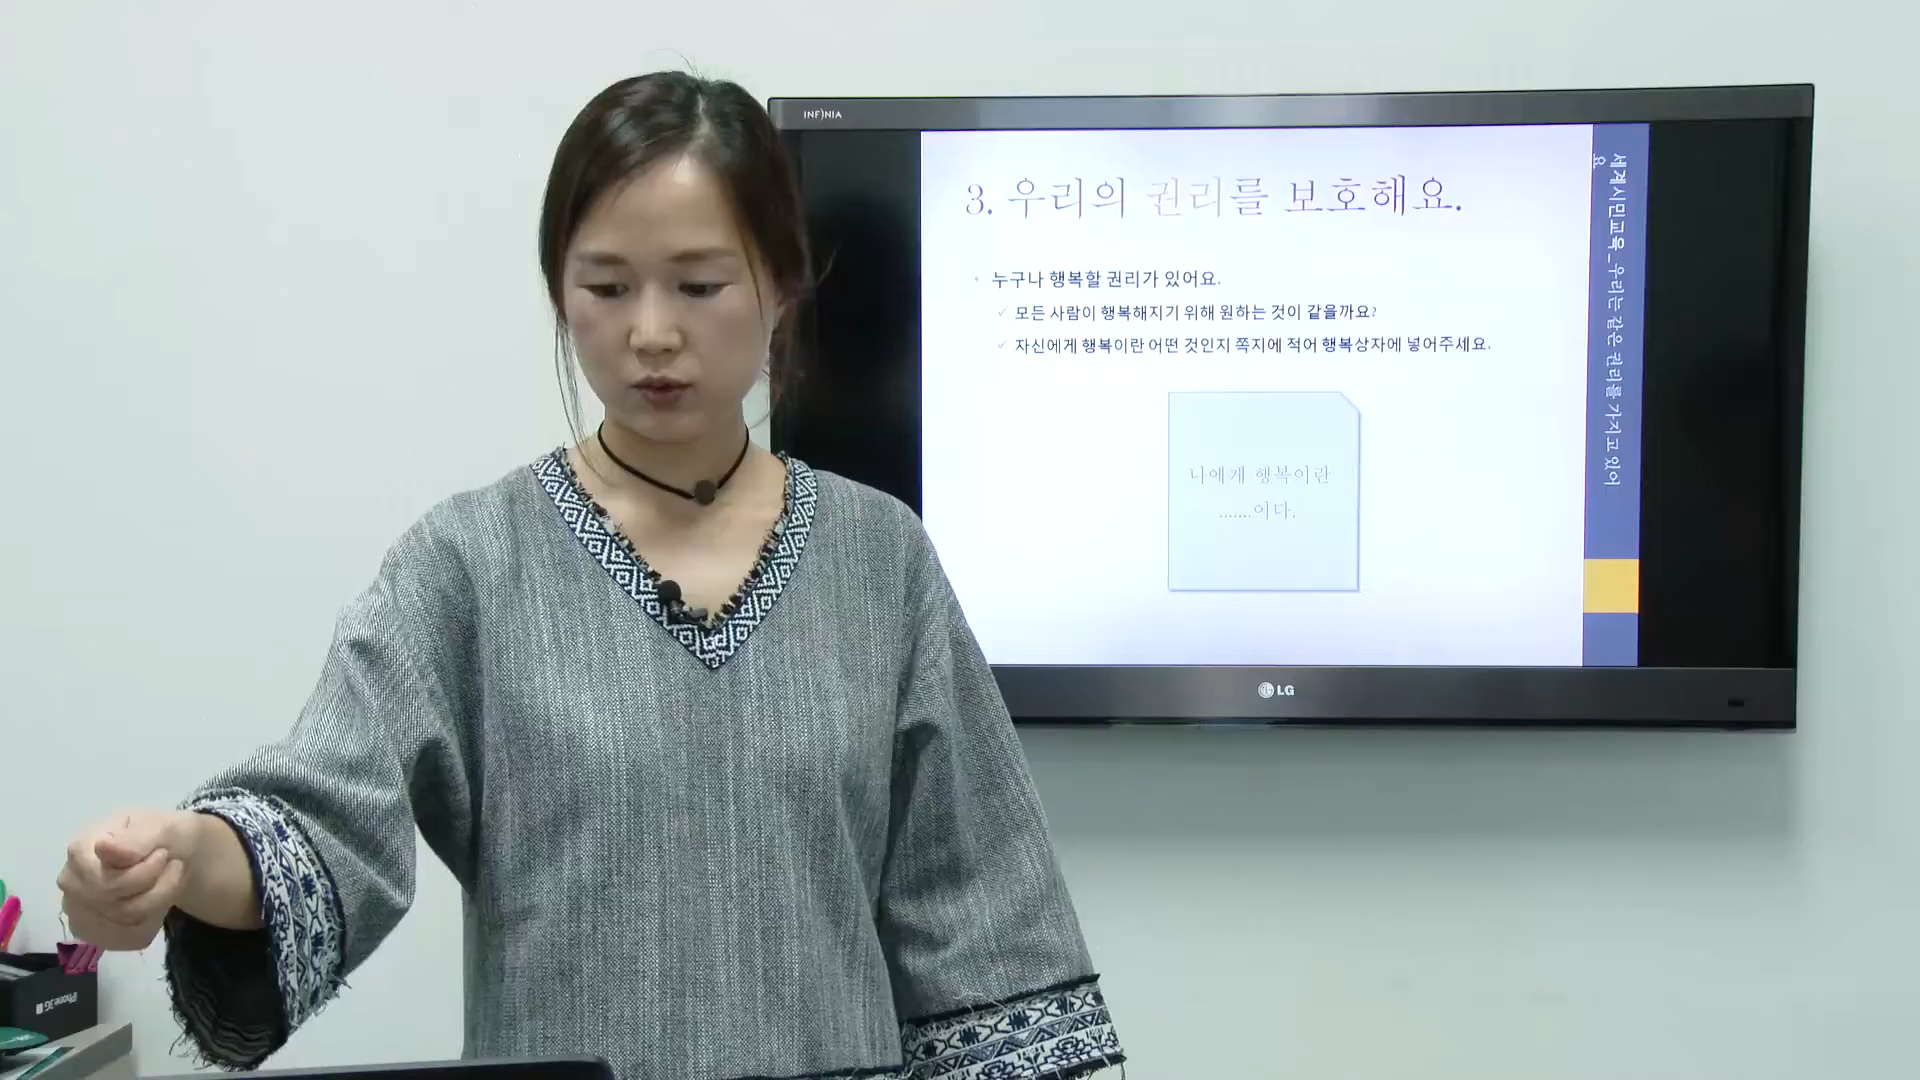 INFINIA
3. 우리의 권리를 보호해요.
누구나 행복할 권리가 있어요.
모든 사람이 행복해지기 위해 원하는 것이 같을까요?
자신에게 행복이란 어떤 것인지 쪽지에 적어 행복상자에 넣어주세요.
나에게 행복이란
.......이다.
세계시민교육_우리는 같은 권리를 가지고 있어
요
LG
iPhone 3G